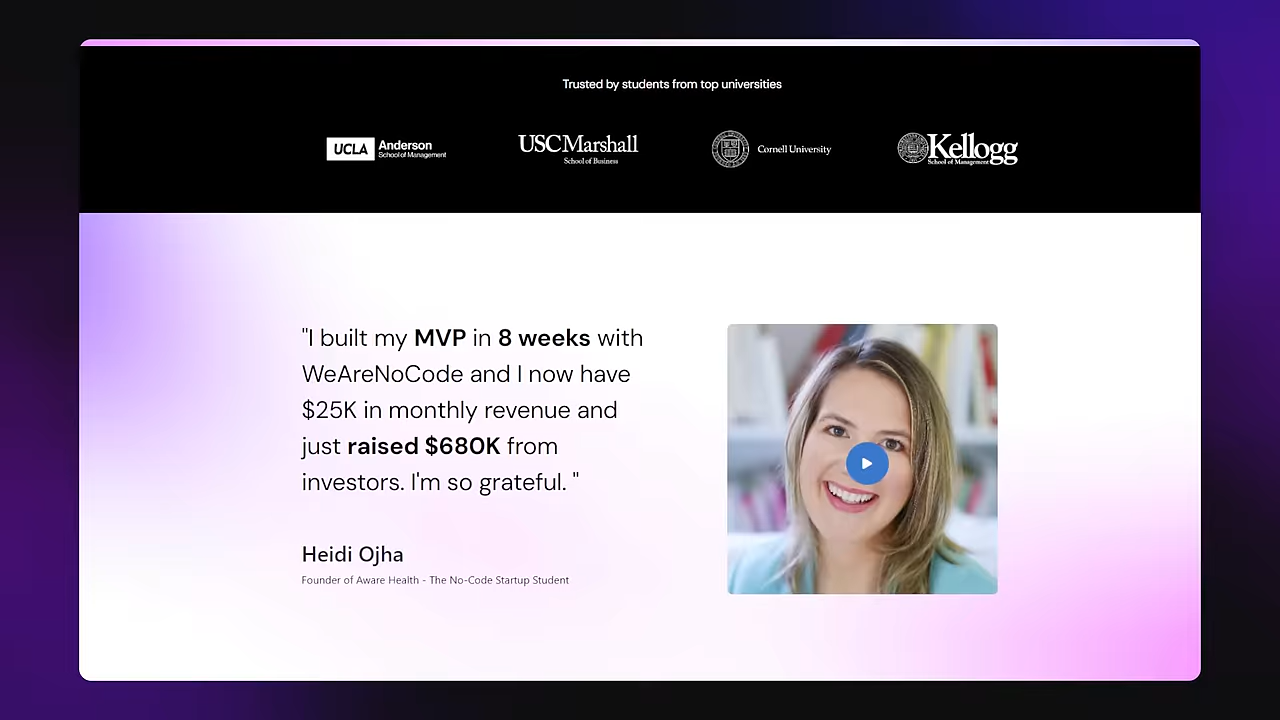 Trusted by students from top universities
UCLA Anderson School of Management
USC Marshall School of Business
Cornell University
Kellogg School of Management
"I built my MVP in 8 weeks with
WeAreNoCode and I now have
$25K in monthly revenue and
just raised $680K from
investors. I'm so grateful. "
Heidi Ojha
Founder of Aware Health - The No-Code Startup Student